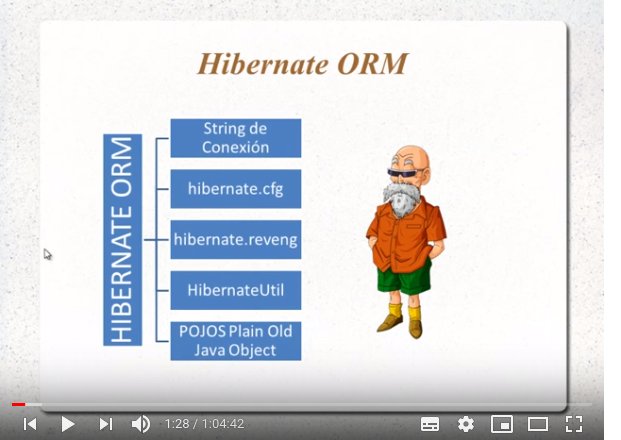 Hibernate ORM
HIBERNATE ORM
String de
Conexión
hibernate.cfg
hibernate.reveng
HibernateUtil
POJOS Plain Old
Java Object
1:28 / 1:04:42